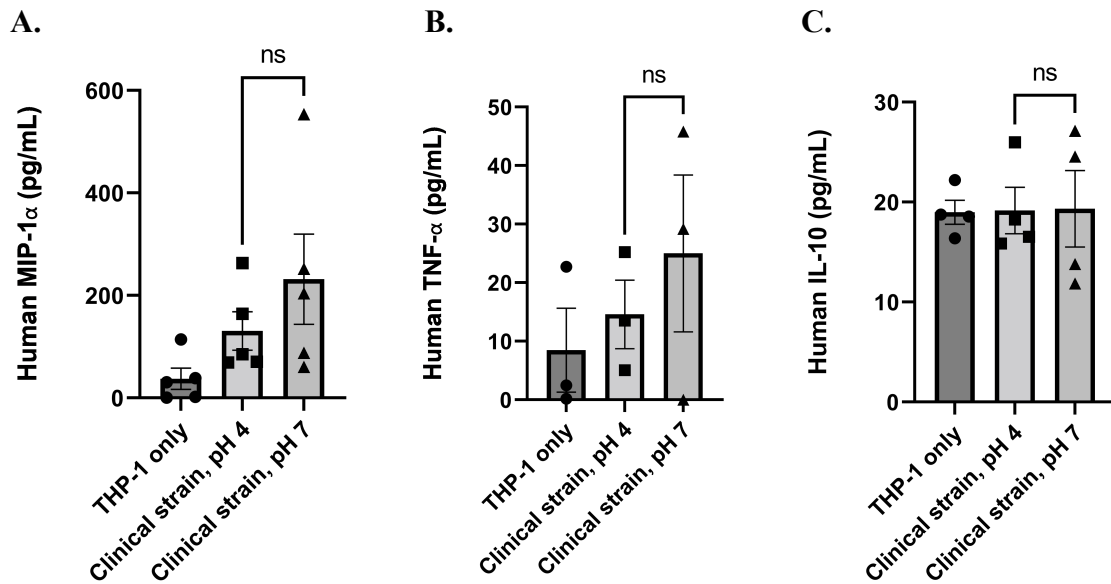 A.
ns
Human MIP-1α (pg/mL)
600
400
200
0
THP-1 only
Clinical strain, pH 4
Clinical strain, pH 7
B.
ns
Human TNF-α (pg/mL)
50
40
30
20
10
0
THP-1 only
Clinical strain, pH 4
Clinical strain, pH 7
C.
ns
Human IL-10 (pg/mL)
30
20
10
0
THP-1 only
Clinical strain, pH 4
Clinical strain, pH 7